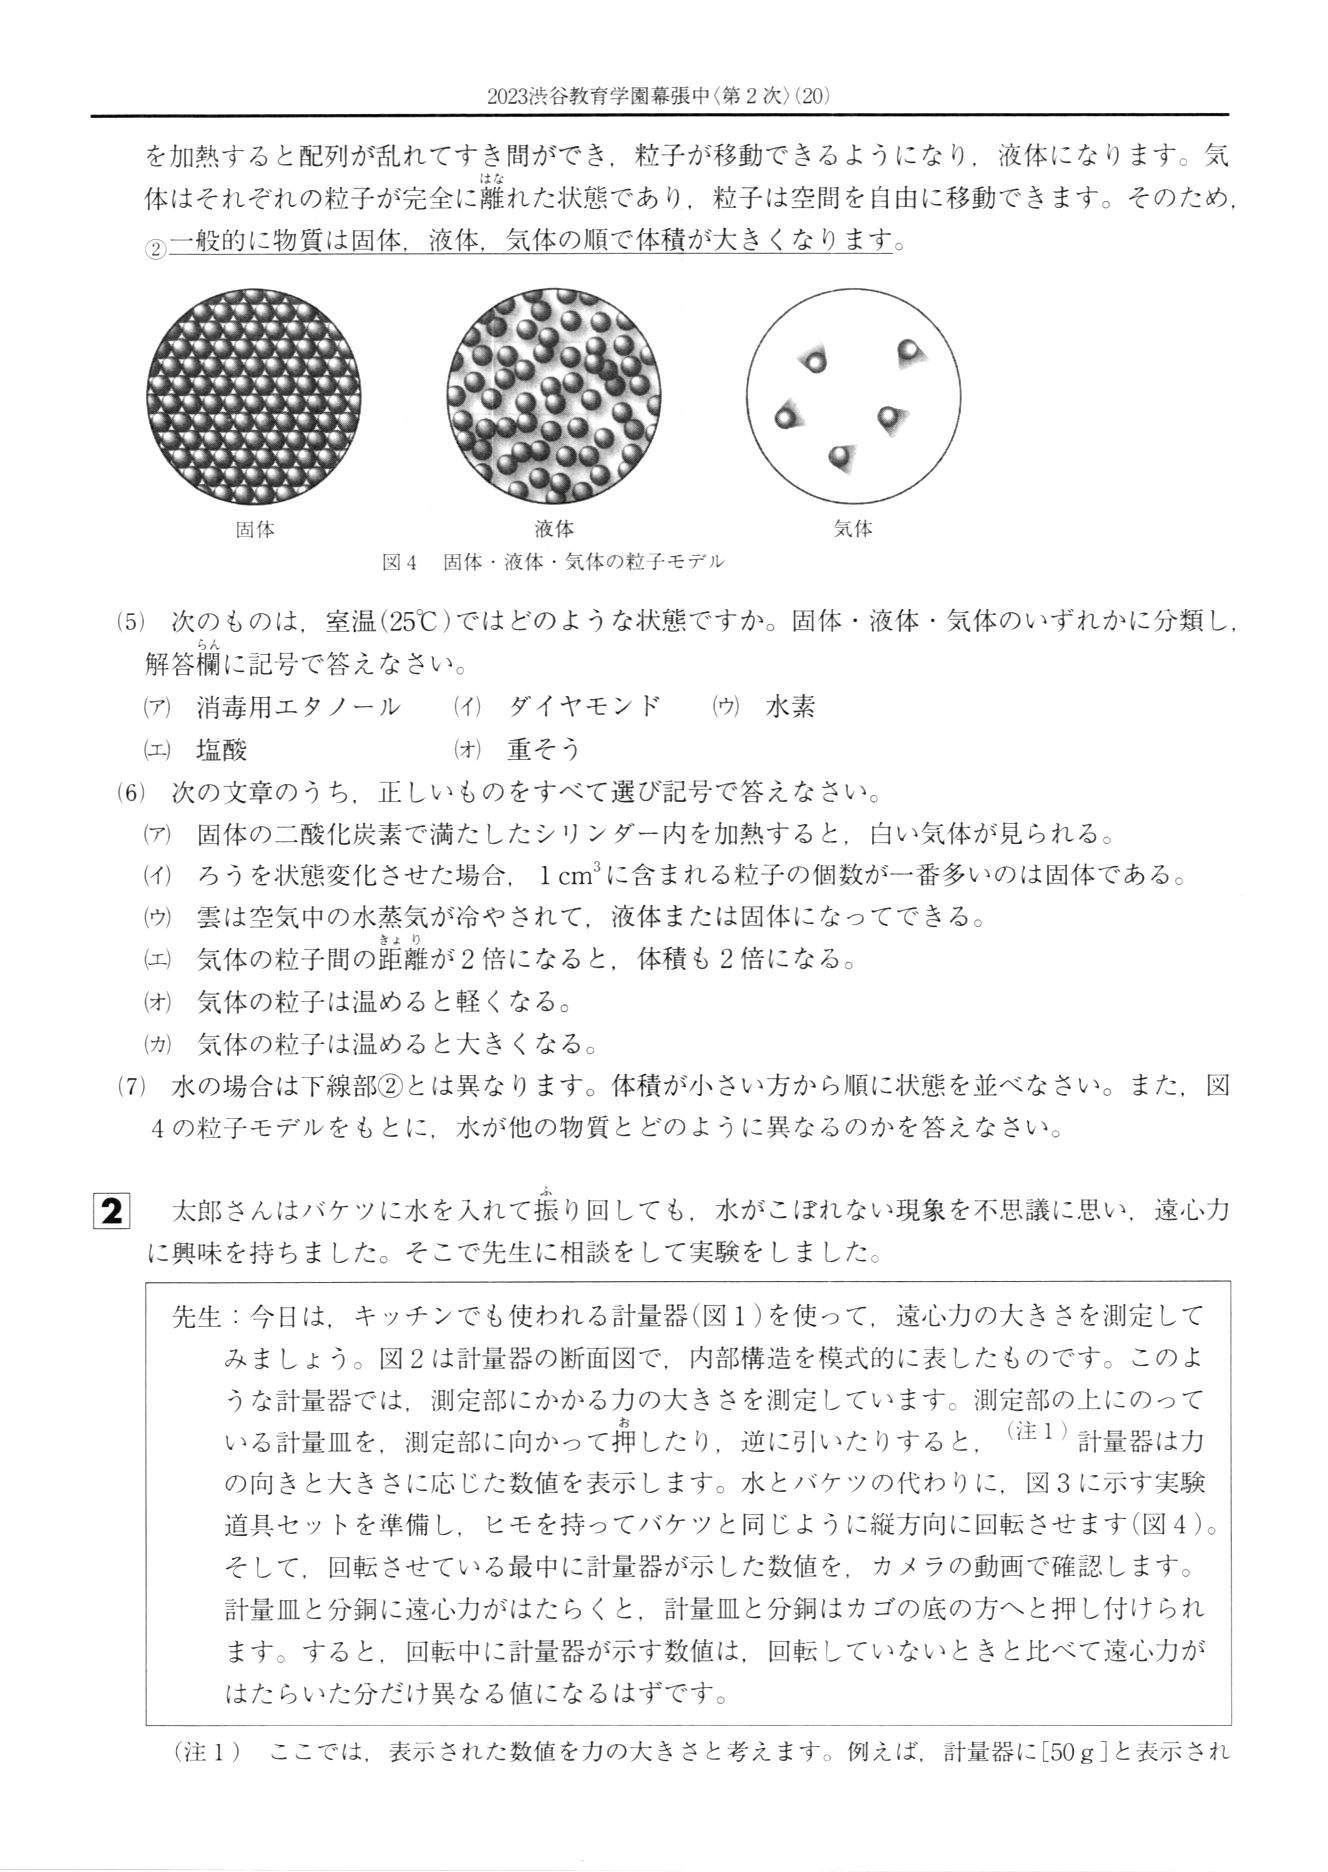 2023渋谷教育学園幕張中〈第2次〉(20)
を加熱すると配列が乱れてすき間ができ，粒子が移動できるようになり，液体になります。気
体はそれぞれの粒子が完全に離れた状態であり，粒子は空間を自由に移動できます。そのため，
はな
②一般的に物質は固体，液体，気体の順で体積が大きくなります。
固体
液体
気体
図4　固体・液体・気体の粒子モデル
(5)　次のものは，室温(25℃)ではどのような状態ですか。固体・液体・気体のいずれかに分類し，
らん
解答欄に記号で答えなさい。
(ア)　消毒用エタノール　(イ)　ダイヤモンド　(ウ)　水素
(エ)　塩酸　(オ)　重そう
(6)　次の文章のうち，正しいものをすべて選び記号で答えなさい。
(ア)　固体の二酸化炭素で満たしたシリンダー内を加熱すると，白い気体が見られる。
(イ)　ろうを状態変化させた場合，1cm³に含まれる粒子の個数が一番多いのは固体である。
(ウ)　雲は空気中の水蒸気が冷やされて，液体または固体になってできる。
きょり
(エ)　気体の粒子間の距離が2倍になると，体積も2倍になる。
(オ)　気体の粒子は温めると軽くなる。
(カ)　気体の粒子は温めると大きくなる。
(7)　水の場合は下線部②とは異なります。体積が小さい方から順に状態を並べなさい。また，図
4の粒子モデルをもとに，水が他の物質とどのように異なるのかを答えなさい。
ふ
2　太郎さんはバケツに水を入れて振り回しても，水がこぼれない現象を不思議に思い，遠心力
に興味を持ちました。そこで先生に相談をして実験をしました。
先生：今日は，キッチンでも使われる計量器(図1)を使って，遠心力の大きさを測定して
みましょう。図2は計量器の断面図で，内部構造を模式的に表したものです。このよ
うな計量器では，測定部にかかる力の大きさを測定しています。測定部の上にのって
お
いる計量皿を，測定部に向かって押したり，逆に引いたりすると，(注1)計量器は力
の向きと大きさに応じた数値を表示します。水とバケツの代わりに，図3に示す実験
道具セットを準備し，ヒモを持ってバケツと同じように縦方向に回転させます(図4)。
そして，回転させている最中に計量器が示した数値を，カメラの動画で確認します。
計量皿と分銅に遠心力がはたらくと，計量皿と分銅はカゴの底の方へと押し付けられ
ます。すると，回転中に計量器が示す数値は，回転していないときと比べて遠心力が
はたらいた分だけ異なる値になるはずです。
(注1)　ここでは，表示された数値を力の大きさと考えます。例えば，計量器に[50g]と表示され